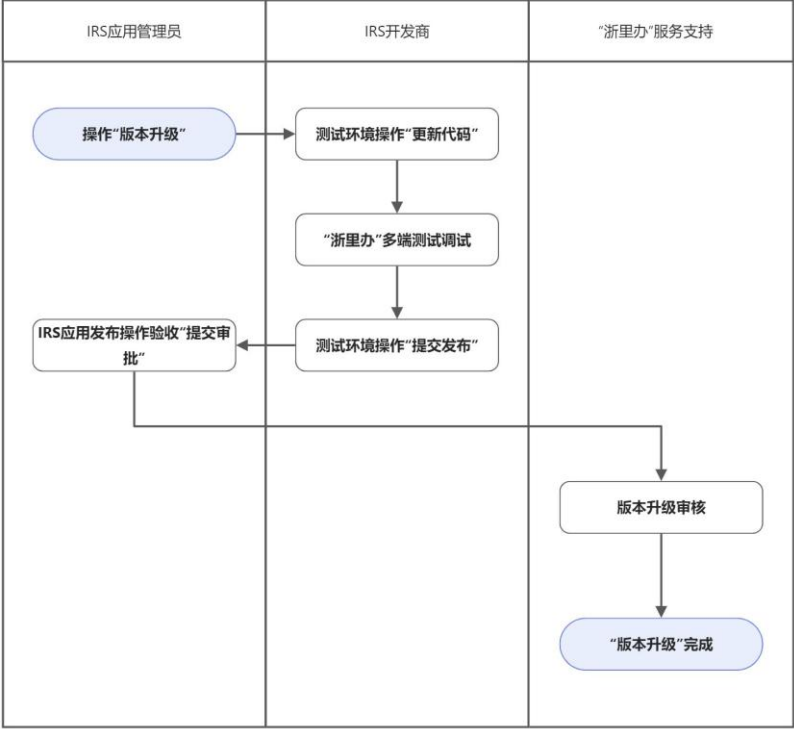 IRS应用管理员
IRS开发商
“浙里办”服务支持
操作“版本升级”
测试环境操作“更新代码”
“浙里办”多端测试调试
IRS应用发布操作验收“提交审
批“
测试环境操作“提交发布”
版本升级审核
“版本升级”完成